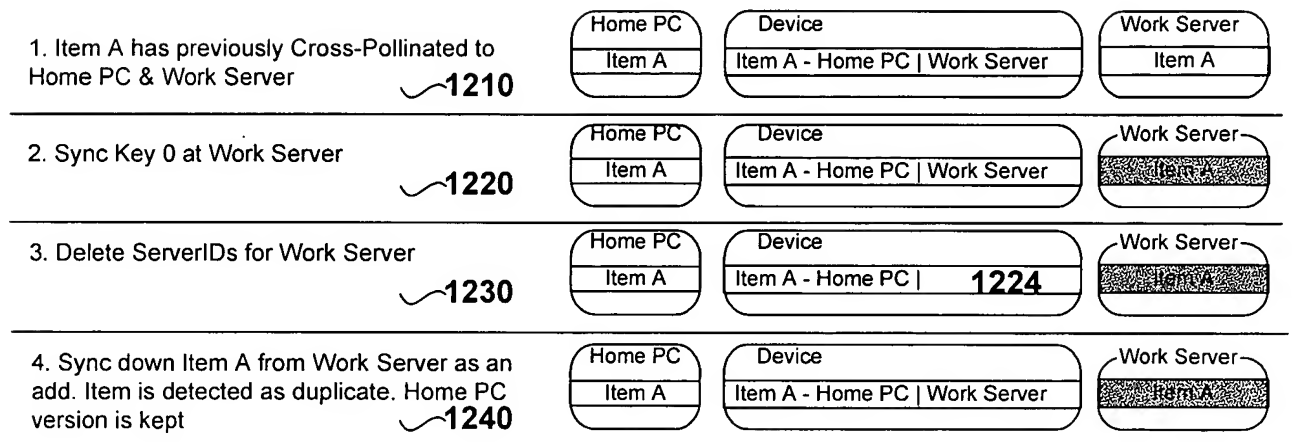 1. Item A has previously Cross-Pollinated to
Home PC & Work Server
1210
Home PC
Item A
Device
Item A - Home PC | Work Server
Work Server
Item A
2. Sync Key 0 at Work Server
1220
Home PC
Item A
Device
Item A - Home PC | Work Server
Work Server
Item A
3. Delete ServerIDs for Work Server
1230
Home PC
Item A
Device
Item A - Home PC |
1224
Work Server
Item A
4. Sync down Item A from Work Server as an
add. Item is detected as duplicate. Home PC
version is kept
1240
Home PC
Item A
Device
Item A - Home PC | Work Server
Work Server
Item A